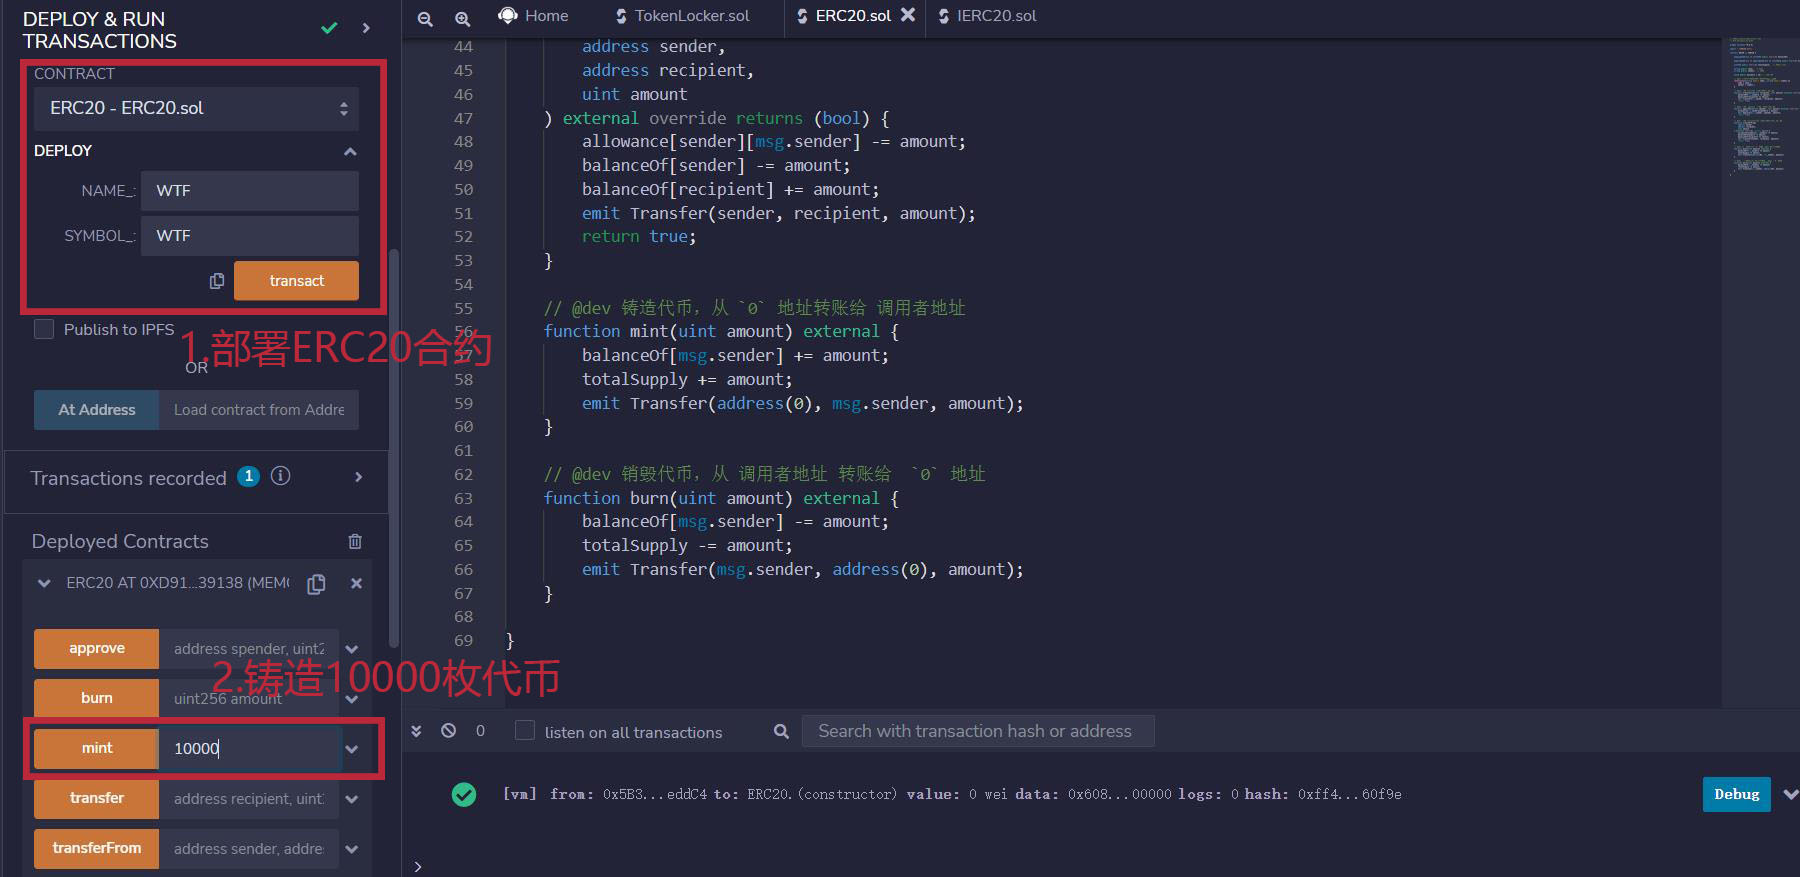 DEPLOY & RUN
TRANSACTIONS
CONTRACT
ERC20 - ERC20.sol
DEPLOY
NAME_: WTF
SYMBOL_: WTF
transact
Publish to IPFS
1.部署ERC20合约
OR
At Address Load contract from Addre
Transactions recorded 1
Deployed Contracts
ERC20 AT 0XD91...39138 (MEMO
approve address spender, uint2
2.铸造10000枚代币
burn uint256 amount
mint 10000
transfer address recipient, uint2
transferFrom address sender, addre
Home TokenLocker.sol ERC20.sol IERC20.sol
44 address sender,
45 address recipient,
46 uint amount
47 ) external override returns (bool) {
48 allowance[sender][msg.sender] -= amount;
49 balanceOf[sender] -= amount;
50 balanceOf[recipient] += amount;
51 emit Transfer(sender, recipient, amount);
52 return true;
53 }
54
55 // @dev 铸造代币，从 `0` 地址转账给 调用者地址
56 function mint(uint amount) external {
57 balanceOf[msg.sender] += amount;
58 totalSupply += amount;
59 emit Transfer(address(0), msg.sender, amount);
60 }
61
62 // @dev 销毁代币，从 调用者地址 转账给 `0` 地址
63 function burn(uint amount) external {
64 balanceOf[msg.sender] -= amount;
65 totalSupply -= amount;
66 emit Transfer(msg.sender, address(0), amount);
67 }
68
69 }
0 listen on all transactions Search with transaction hash or address
[vm] from: 0x5B3...eddC4 to: ERC20.(constructor) value: 0 wei data: 0x608...00000 logs: 0 hash: 0xff4...60f9e
Debug
>